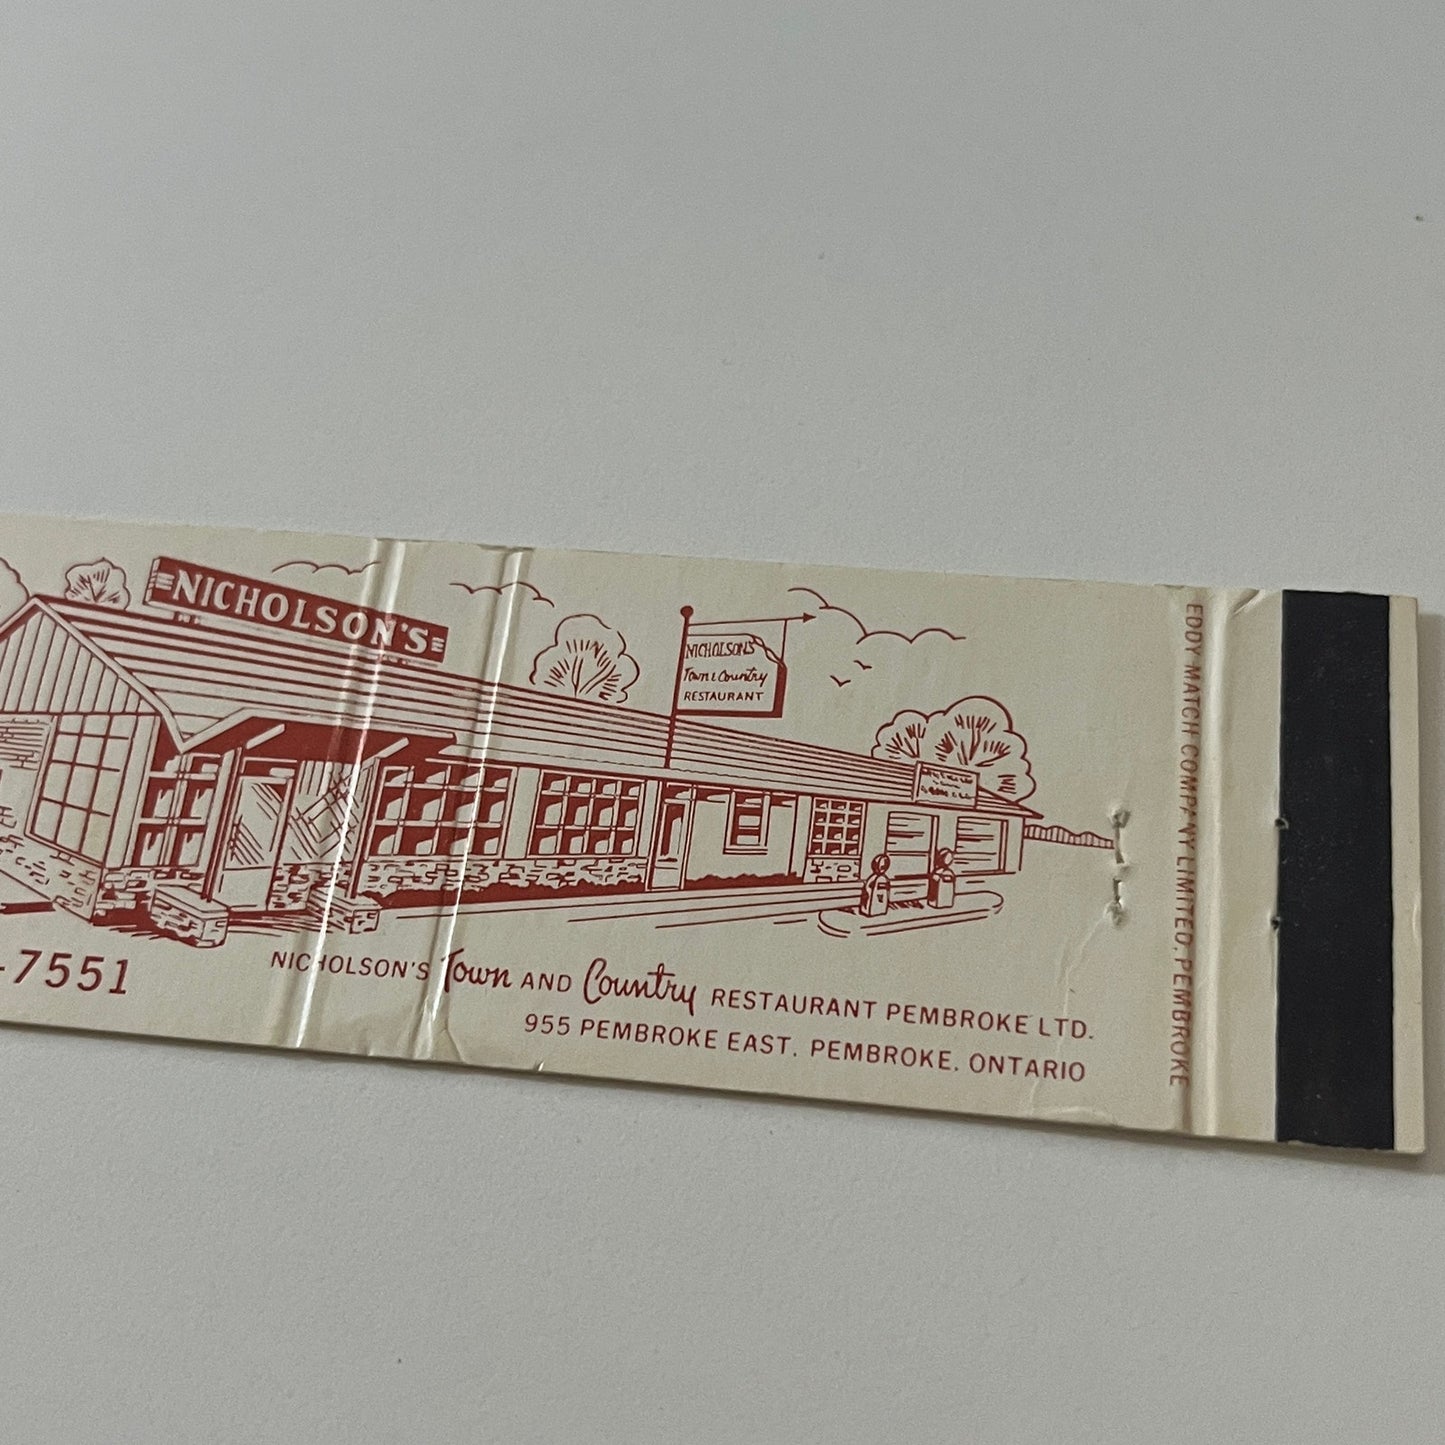 NICHOLSON'S
NICHOLSON'S
Town & Country
RESTAURANT
-7551
NICHOLSON'S Town AND Country RESTAURANT PEMBROKE LTD.
955 PEMBROKE EAST. PEMBROKE, ONTARIO
EDDY MATCH COMPANY LIMITED, PEMBROKE